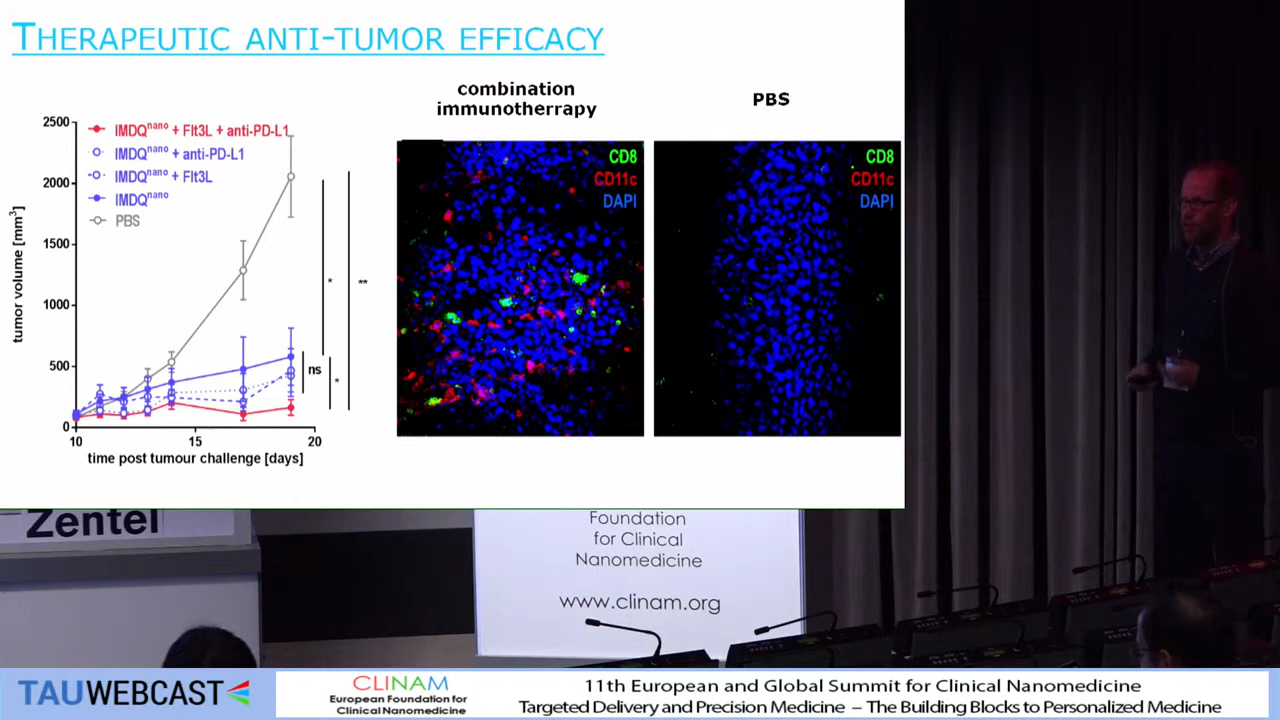 THERAPEUTIC ANTI-TUMOR EFFICACY
combination
immunotherapy
PBS
2500
2000
1500
1000
500
0
10
15
20
tumor volume [mm³]
time post tumour challenge [days]
IMDQnano + Flt3L + anti-PD-L1
IMDQnano + anti-PD-L1
IMDQnano + Flt3L
IMDQnano
PBS
*
**
ns
*
CD8
CD11c
DAPI
CD8
CD11c
DAPI
Zentel
Foundation
for Clinical
Nanomedicine
www.clinam.org
TAUWEBCAST
CLINAM
European Foundation for
Clinical Nanomedicine
11th European and Global Summit for Clinical Nanomedicine
Targeted Delivery and Precision Medicine – The Building Blocks to Personalized Medicine